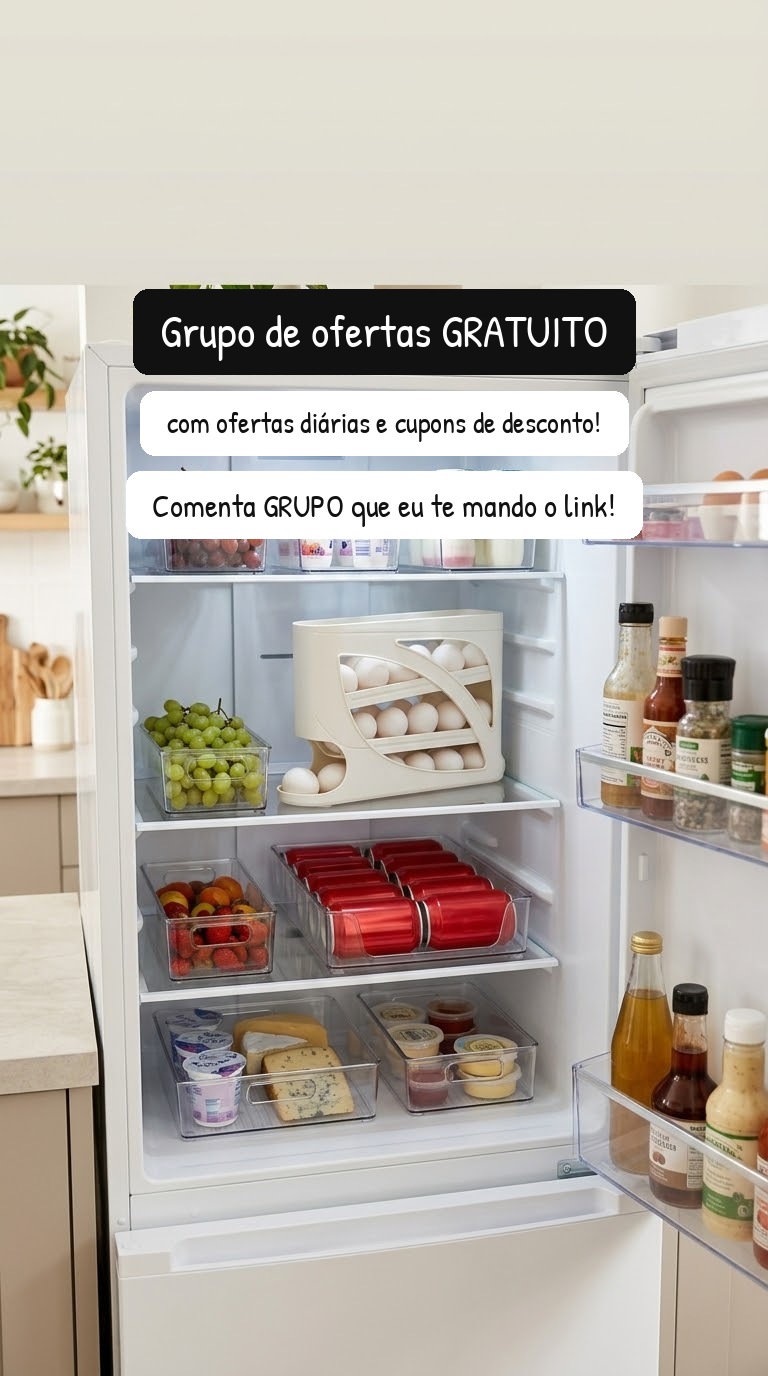 Grupo de ofertas GRATUITO
com ofertas diárias e cupons de desconto!
Comenta GRUPO que eu te mando o link!